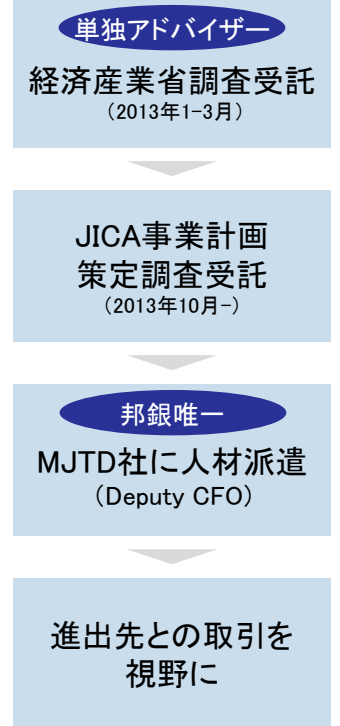 単独アドバイザー
経済産業省調査受託
（2013年1-3月）
JICA事業計画
策定調査受託
（2013年10月-）
邦銀唯一
MJTD社に人材派遣
（Deputy CFO）
進出先との取引を
視野に